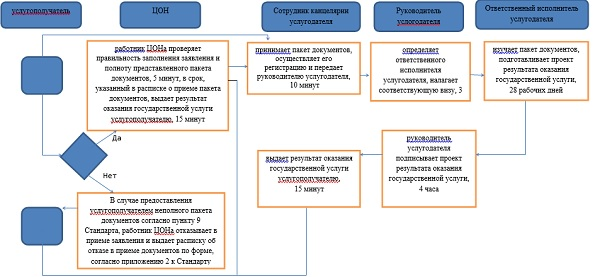 услугополучатель
ЦОН
Сотрудник канцелярии
услугодателя
Руководитель
услогодателя
Ответственный исполнитель
услугодателя
работник ЦОНа проверяет
правильность заполнения заявления и
полноту представленного пакета
документов, 5 минут, в срок,
указанный в расписке о приеме пакета
документов, выдает результат
оказания государственной услуги
услугополучателю, 15 минут
принимает пакет документов,
осуществляет его
регистрацию и передает
руководителю услугодателя,
10 минут
определяет
ответственного
исполнителя
услугодателя, налагает
соответствующую визу, 3
изучает пакет документов,
подготавливает проект
результата оказания
государственной услуги,
28 рабочих дней
Да
Нет
выдает результат оказания
государственной услуги
услугополучателю,
15 минут
руководитель
услугодателя
подписывает проект
результата оказания
государственной услуги,
4 часа
В случае предоставления
услугополучателем неполного пакета
документов согласно пункту 9
Стандарта, работник ЦОНа отказывает в
приеме заявления и выдает расписку об
отказе в приеме документов по форме,
согласно приложению 2 к Стандарту